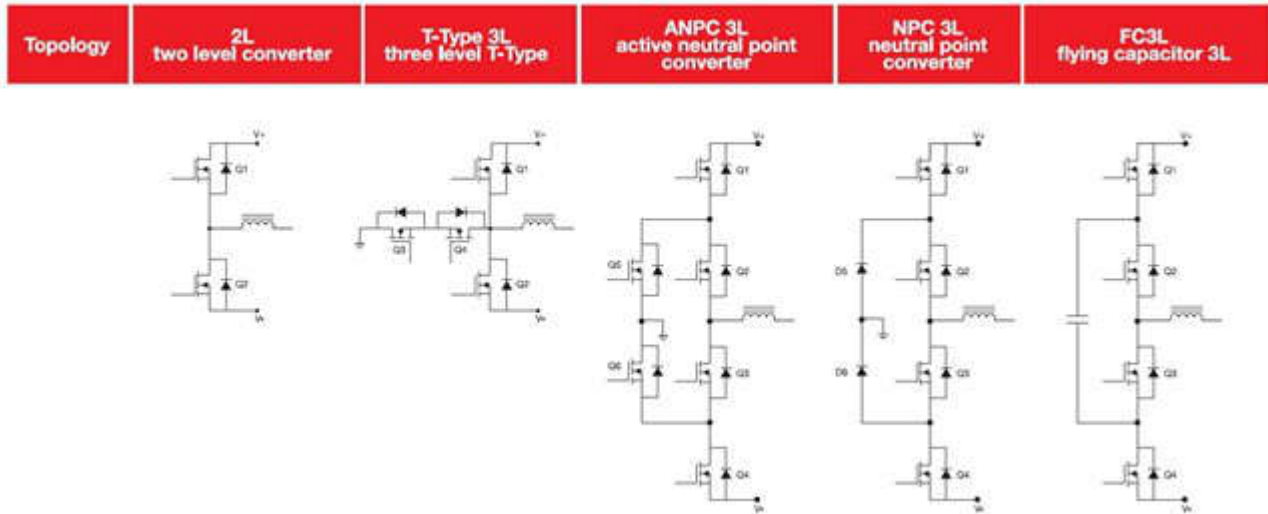 Topology
2L
two level converter
T-Type 3L
three level T-Type
ANPC 3L
active neutral point
converter
NPC 3L
neutral point
converter
FC3L
flying capacitor 3L
V+
Q1
Q2
V+
Q1
Q3
Q4
Q2
V+
Q1
Q5
Q2
Q6
Q3
Q4
V+
Q1
D5
Q2
D6
Q3
Q4
V+
Q1
Q2
Q3
Q4